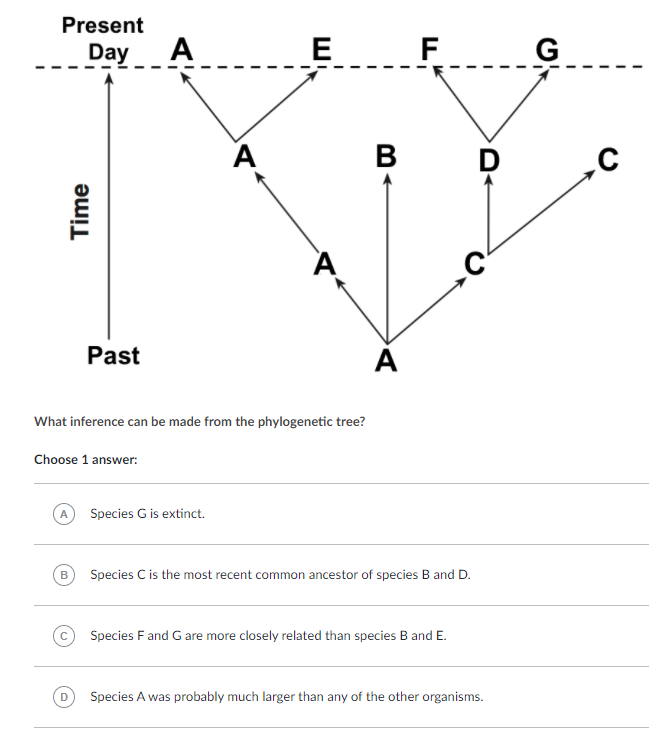 Present
Day A E F G
A B D C
Time
A C
Past A
What inference can be made from the phylogenetic tree?
Choose 1 answer:
A Species G is extinct.
B Species C is the most recent common ancestor of species B and D.
C Species F and G are more closely related than species B and E.
D Species A was probably much larger than any of the other organisms.